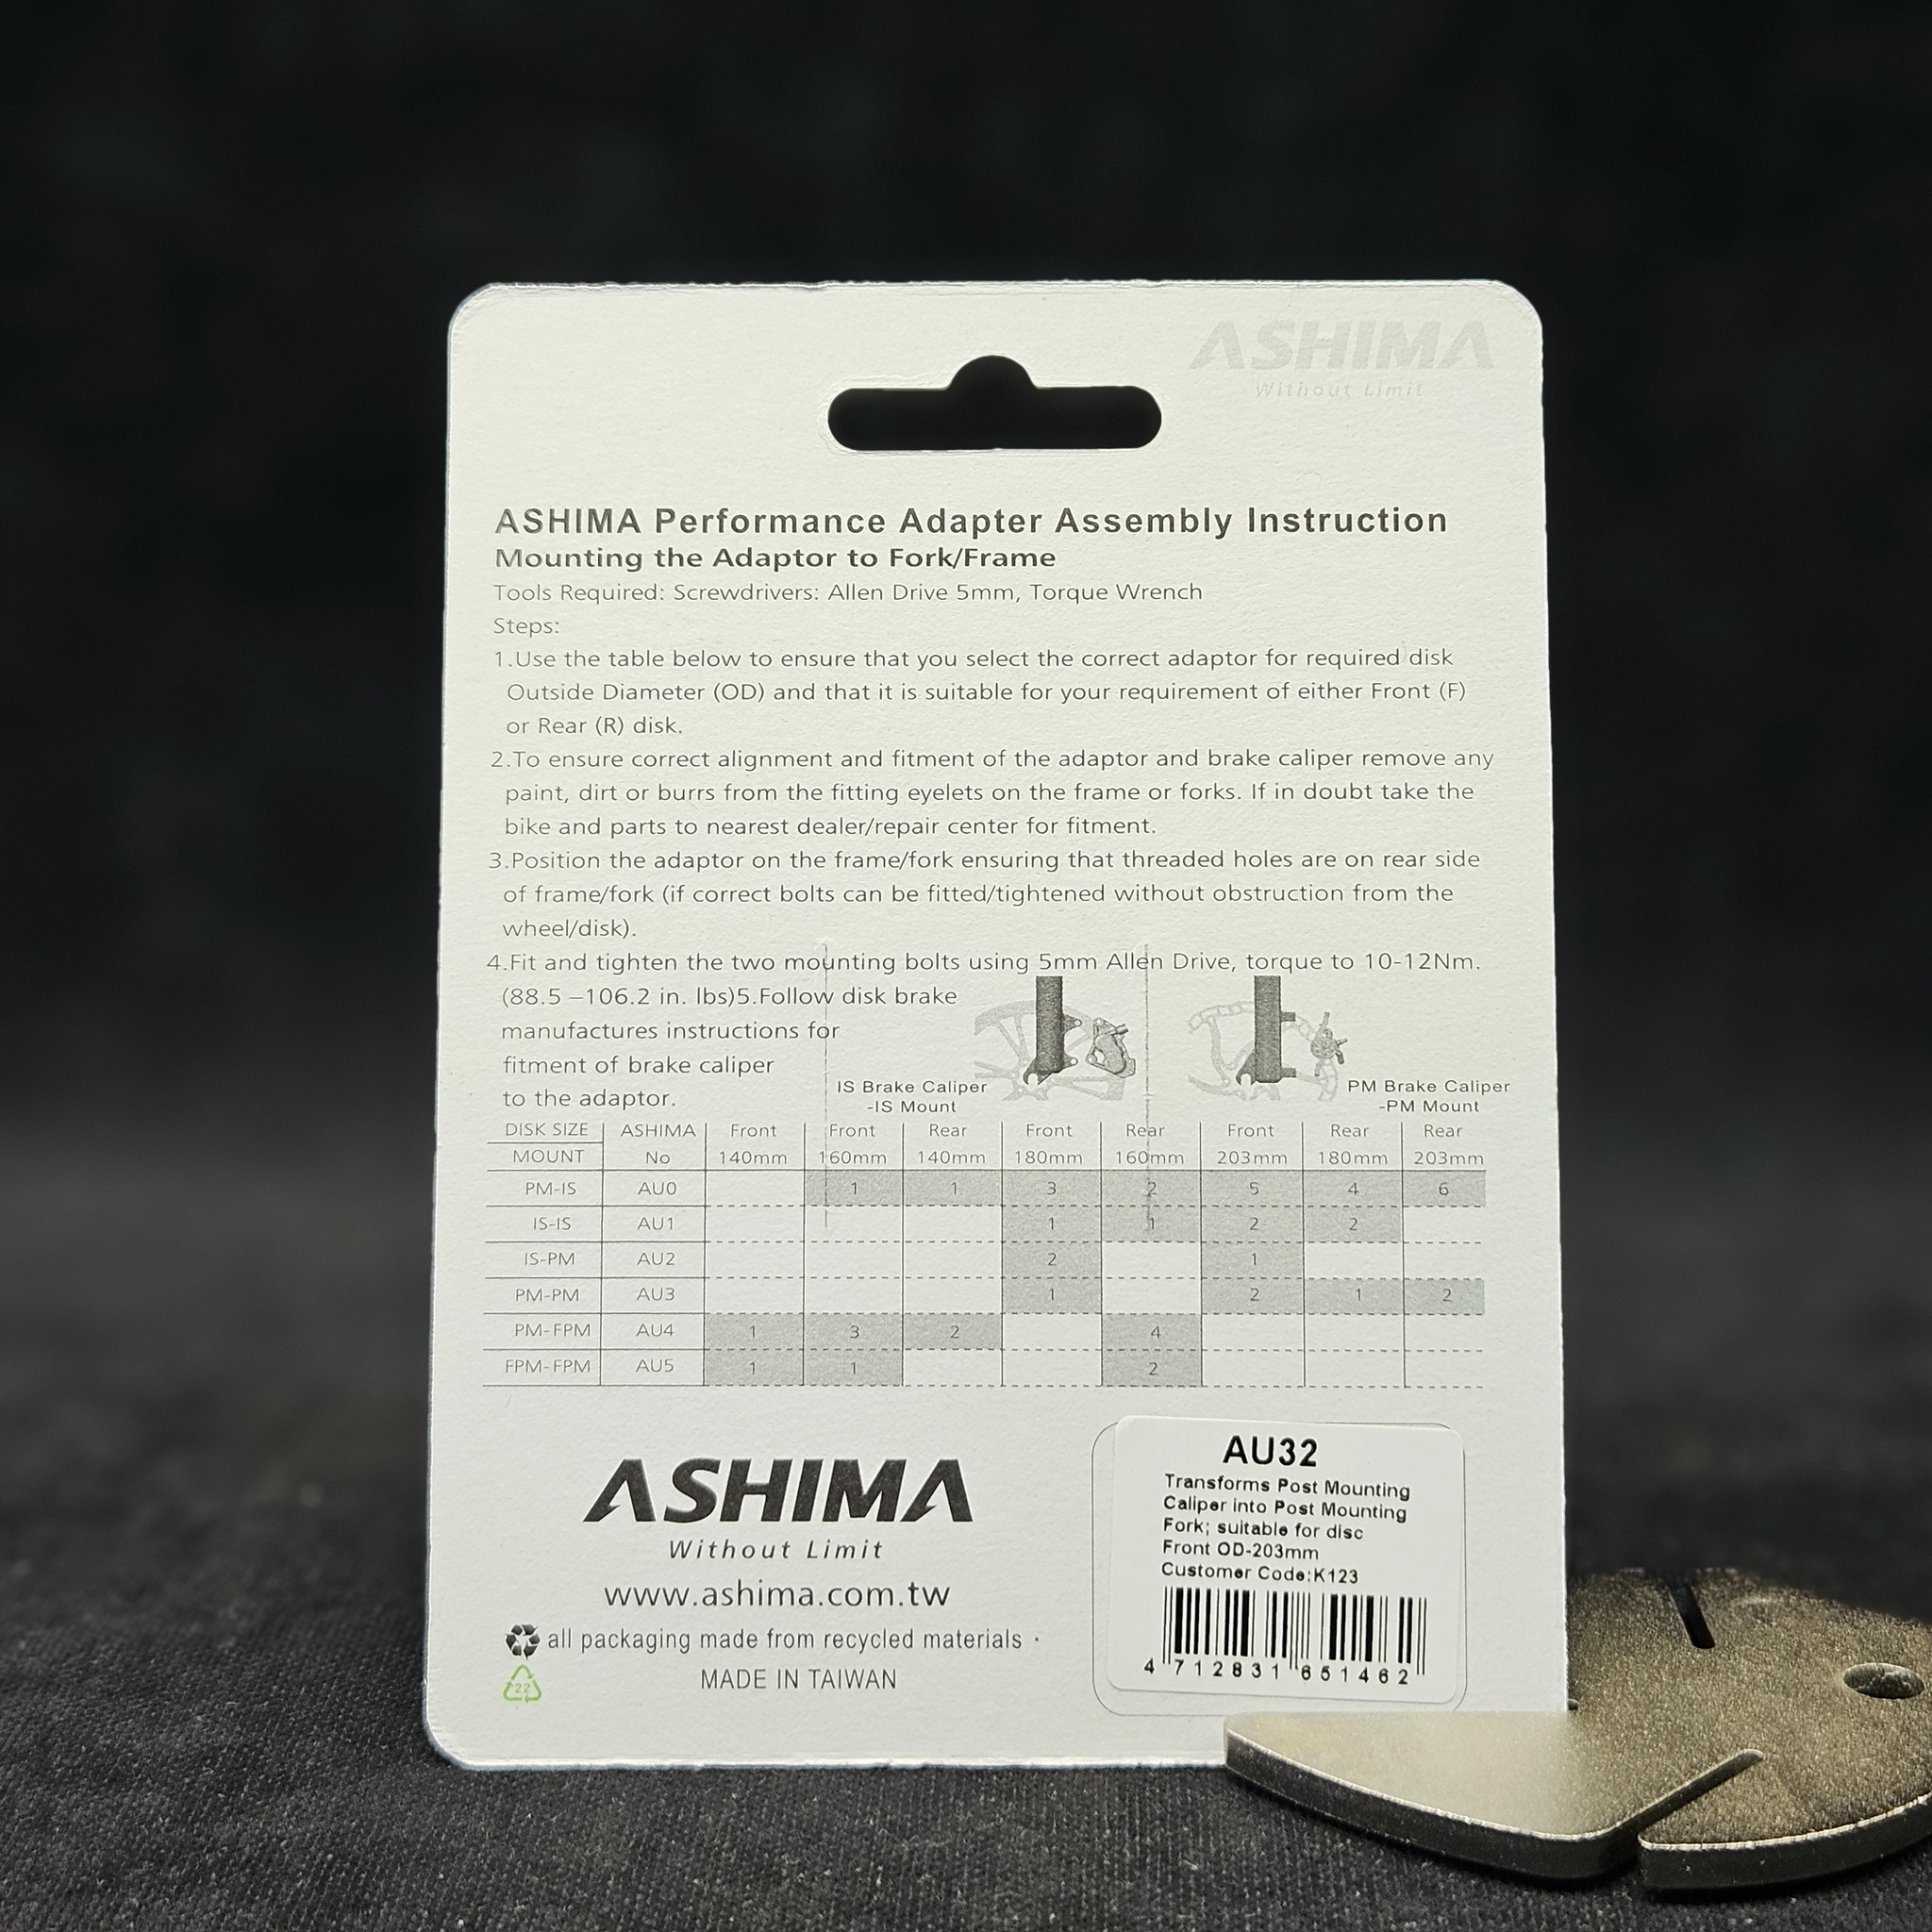 ASHIMA
Without Limit
ASHIMA Performance Adapter Assembly Instruction
Mounting the Adaptor to Fork/Frame
Tools Required: Screwdrivers: Allen Drive 5mm, Torque Wrench
Steps:
1.Use the table below to ensure that you select the correct adaptor for required disk
Outside Diameter (OD) and that it is suitable for your requirement of either Front (F)
or Rear (R) disk.
2.To ensure correct alignment and fitment of the adaptor and brake caliper remove any
paint, dirt or burrs from the fitting eyelets on the frame or forks. If in doubt take the
bike and parts to nearest dealer/repair center for fitment.
3.Position the adaptor on the frame/fork ensuring that threaded holes are on rear side
of frame/fork (if correct bolts can be fitted/tightened without obstruction from the
wheel/disk).
4.Fit and tighten the two mounting bolts using 5mm Allen Drive, torque to 10-12Nm.
(88.5 –106.2 in. lbs)5.Follow disk brake
manufactures instructions for
fitment of brake caliper
to the adaptor.
IS Brake Caliper
-IS Mount
PM Brake Caliper
-PM Mount
DISK SIZE ASHIMA Front Front Rear Front Rear Front Rear Rear
MOUNT No 140mm 160mm 140mm 180mm 160mm 203mm 180mm 203mm
PM-IS AU0 1 1 3 2 5 4 6
IS-IS AU1 1 1 2 2
IS-PM AU2 2 1
PM-PM AU3 1 2 1 2
PM-FPM AU4 1 3 2 4
FPM-FPM AU5 1 1 2
ASHIMA
Without Limit
www.ashima.com.tw
all packaging made from recycled materials ·
22
MADE IN TAIWAN
AU32
Transforms Post Mounting
Caliper into Post Mounting
Fork; suitable for disc
Front OD-203mm
Customer Code:K123
4 712831 651462